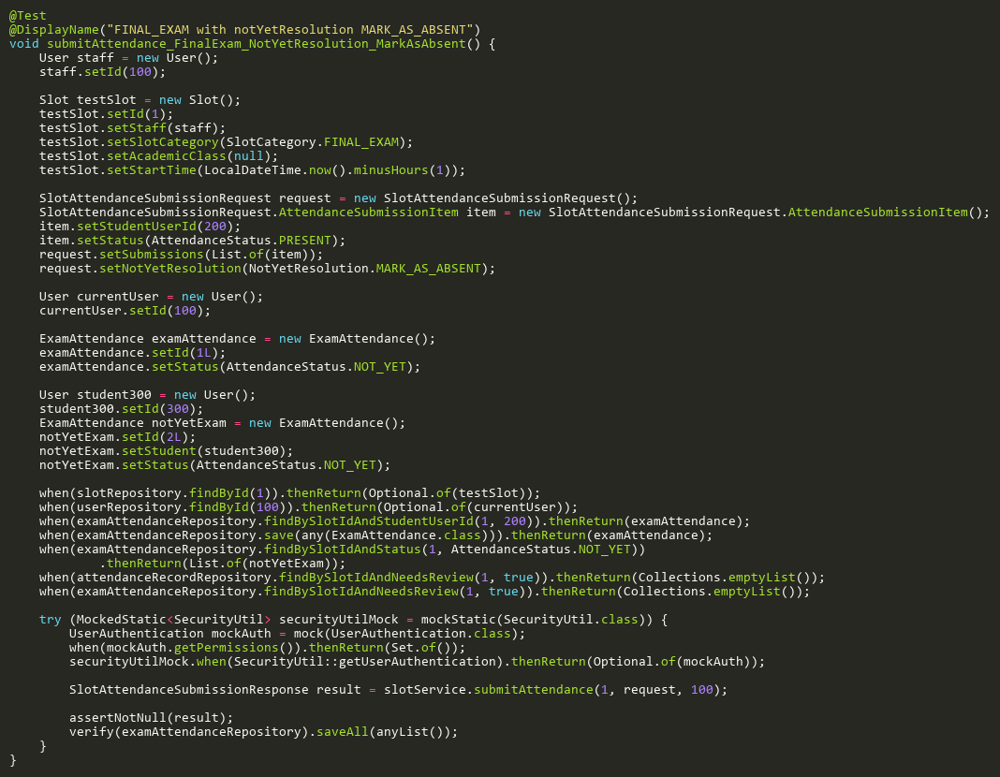 @Test
@DisplayName("FINAL_EXAM with notYetResolution MARK_AS_ABSENT")
void submitAttendance_FinalExam_NotYetResolution_MarkAsAbsent() {
    User staff = new User();
    staff.setId(100);

    Slot testSlot = new Slot();
    testSlot.setId(1);
    testSlot.setStaff(staff);
    testSlot.setSlotCategory(SlotCategory.FINAL_EXAM);
    testSlot.setAcademicClass(null);
    testSlot.setStartTime(LocalDateTime.now().minusHours(1));

    SlotAttendanceSubmissionRequest request = new SlotAttendanceSubmissionRequest();
    SlotAttendanceSubmissionRequest.AttendanceSubmissionItem item = new SlotAttendanceSubmissionRequest.AttendanceSubmissionItem();
    item.setStudentUserId(200);
    item.setStatus(AttendanceStatus.PRESENT);
    request.setSubmissions(List.of(item));
    request.setNotYetResolution(NotYetResolution.MARK_AS_ABSENT);

    User currentUser = new User();
    currentUser.setId(100);

    ExamAttendance examAttendance = new ExamAttendance();
    examAttendance.setId(1L);
    examAttendance.setStatus(AttendanceStatus.NOT_YET);

    User student300 = new User();
    student300.setId(300);
    ExamAttendance notYetExam = new ExamAttendance();
    notYetExam.setId(2L);
    notYetExam.setStudent(student300);
    notYetExam.setStatus(AttendanceStatus.NOT_YET);

    when(slotRepository.findById(1)).thenReturn(Optional.of(testSlot));
    when(userRepository.findById(100)).thenReturn(Optional.of(currentUser));
    when(examAttendanceRepository.findBySlotIdAndStudentUserId(1, 200)).thenReturn(examAttendance);
    when(examAttendanceRepository.save(any(ExamAttendance.class))).thenReturn(examAttendance);
    when(examAttendanceRepository.findBySlotIdAndStatus(1, AttendanceStatus.NOT_YET))
            .thenReturn(List.of(notYetExam));
    when(attendanceRecordRepository.findBySlotIdAndNeedsReview(1, true)).thenReturn(Collections.emptyList());
    when(examAttendanceRepository.findBySlotIdAndNeedsReview(1, true)).thenReturn(Collections.emptyList());

    try (MockedStatic<SecurityUtil> securityUtilMock = mockStatic(SecurityUtil.class)) {
        UserAuthentication mockAuth = mock(UserAuthentication.class);
        when(mockAuth.getPermissions()).thenReturn(Set.of());
        securityUtilMock.when(SecurityUtil::getUserAuthentication).thenReturn(Optional.of(mockAuth));

        SlotAttendanceSubmissionResponse result = slotService.submitAttendance(1, request, 100);

        assertNotNull(result);
        verify(examAttendanceRepository).saveAll(anyList());
    }
}